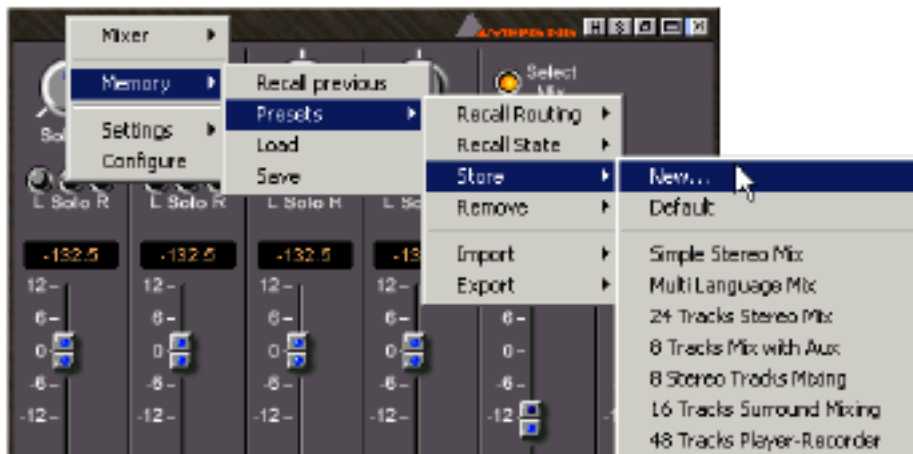 Mixer
Memory
Settings
Configure
Recall previous
Presets
Load
Save
Recall Routing
Recall State
Store
Remove
Import
Export
New...
Default
Simple Stereo Mix
Multi Language Mix
24 Tracks Stereo Mix
8 Tracks Mix with Aux
8 Stereo Tracks Mixing
16 Tracks Surround Mixing
48 Tracks Player-Recorder
Select
Mix
L Solo R
L Solo R
L Solo R
-132.5
-132.5
-132.5
12
12
12
12
6
6
6
6
6
0
0
0
0
0
-6
-6
-6
-6
-6
-12
-12
-12
-12
-12